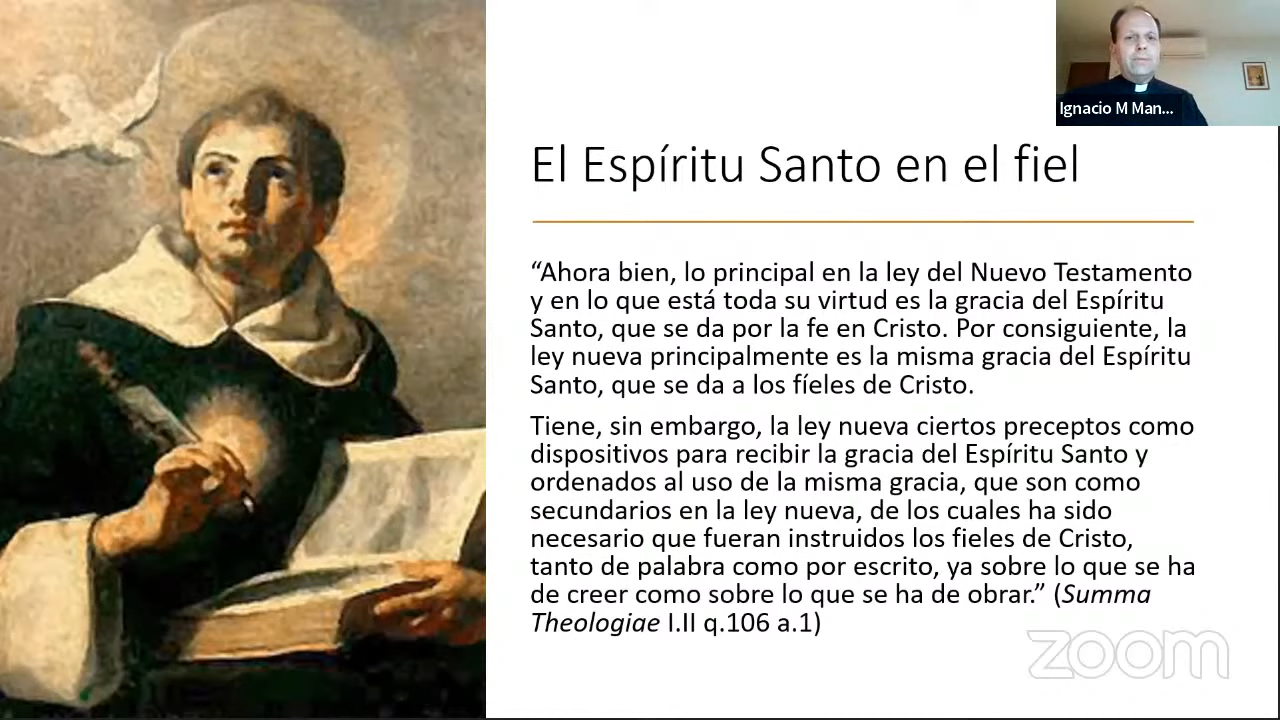 Ignacio M Man...
El Espíritu Santo en el fiel
“Ahora bien, lo principal en la ley del Nuevo Testamento
y en lo que está toda su virtud es la gracia del Espíritu
Santo, que se da por la fe en Cristo. Por consiguiente, la
ley nueva principalmente es la misma gracia del Espíritu
Santo, que se da a los fíeles de Cristo.
Tiene, sin embargo, la ley nueva ciertos preceptos como
dispositivos para recibir la gracia del Espíritu Santo y
ordenados al uso de la misma gracia, que son como
secundarios en la ley nueva, de los cuales ha sido
necesario que fueran instruidos los fieles de Cristo,
tanto de palabra como por escrito, ya sobre lo que se ha
de creer como sobre lo que se ha de obrar.” (Summa
Theologiae I.II q.106 a.1)
zoom